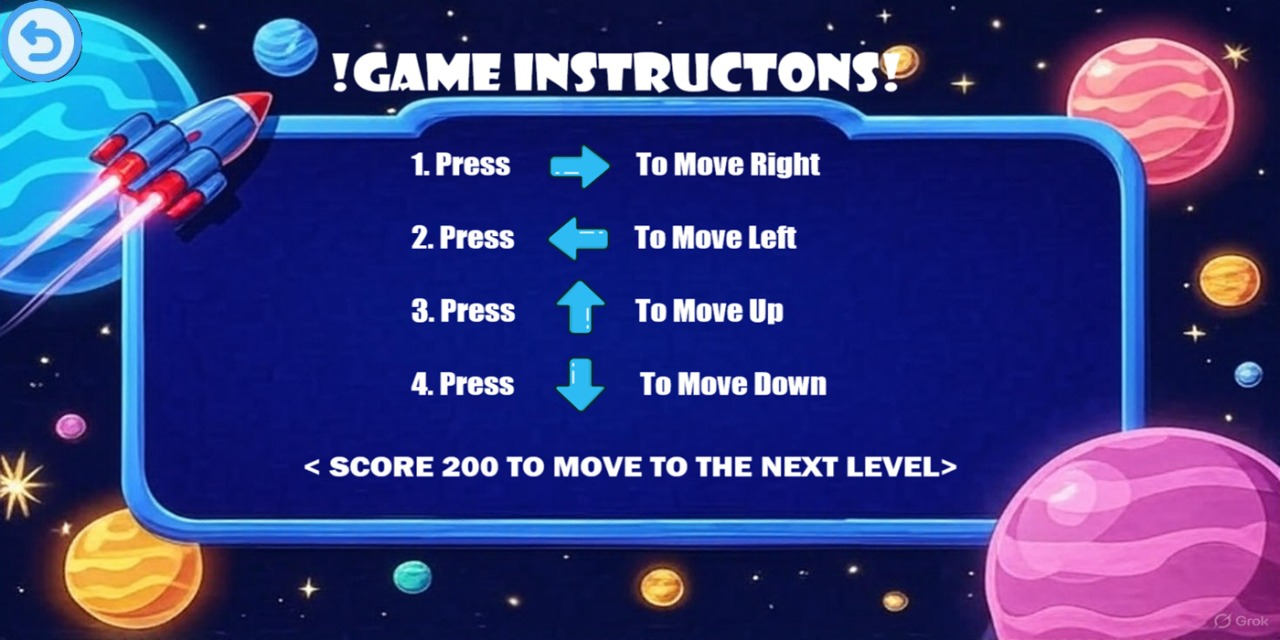 !GAME INSTRUCTONS!
1. Press To Move Right
2. Press To Move Left
3. Press To Move Up
4. Press To Move Down
< SCORE 200 TO MOVE TO THE NEXT LEVEL>
Grok